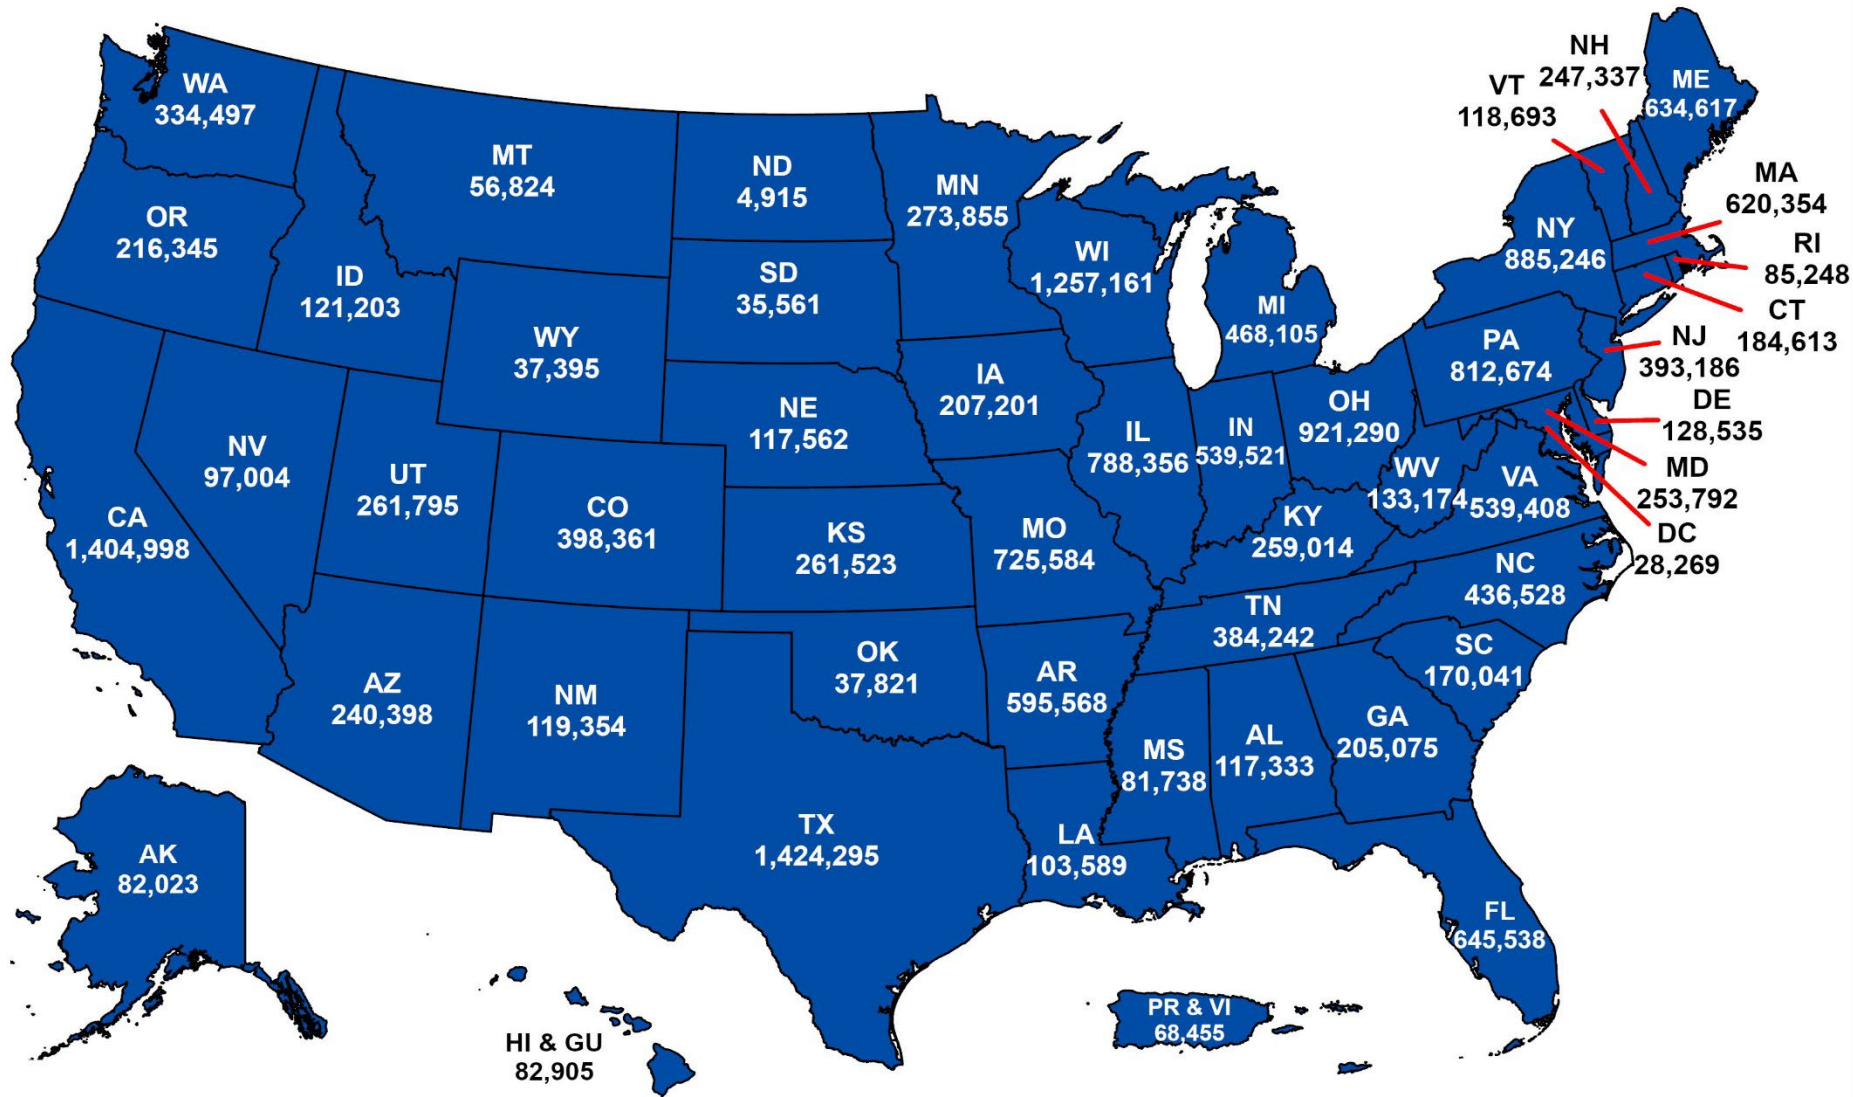 WA
334,497
OR
216,345
CA
1,404,998
NV
97,004
ID
121,203
MT
56,824
WY
37,395
UT
261,795
CO
398,361
AZ
240,398
NM
119,354
ND
4,915
SD
35,561
NE
117,562
KS
261,523
OK
37,821
TX
1,424,295
MN
273,855
IA
207,201
MO
725,584
AR
595,568
LA
103,589
WI
1,257,161
IL
788,356
MI
468,105
IN
539,521
OH
921,290
KY
259,014
TN
384,242
MS
81,738
AL
117,333
GA
205,075
FL
645,538
SC
170,041
NC
436,528
VA
539,408
WV
133,174
PA
812,674
NY
885,246
VT
118,693
NH
247,337
ME
634,617
MA
620,354
RI
85,248
CT
184,613
NJ
393,186
DE
128,535
MD
253,792
DC
28,269
AK
82,023
HI & GU
82,905
PR & VI
68,455